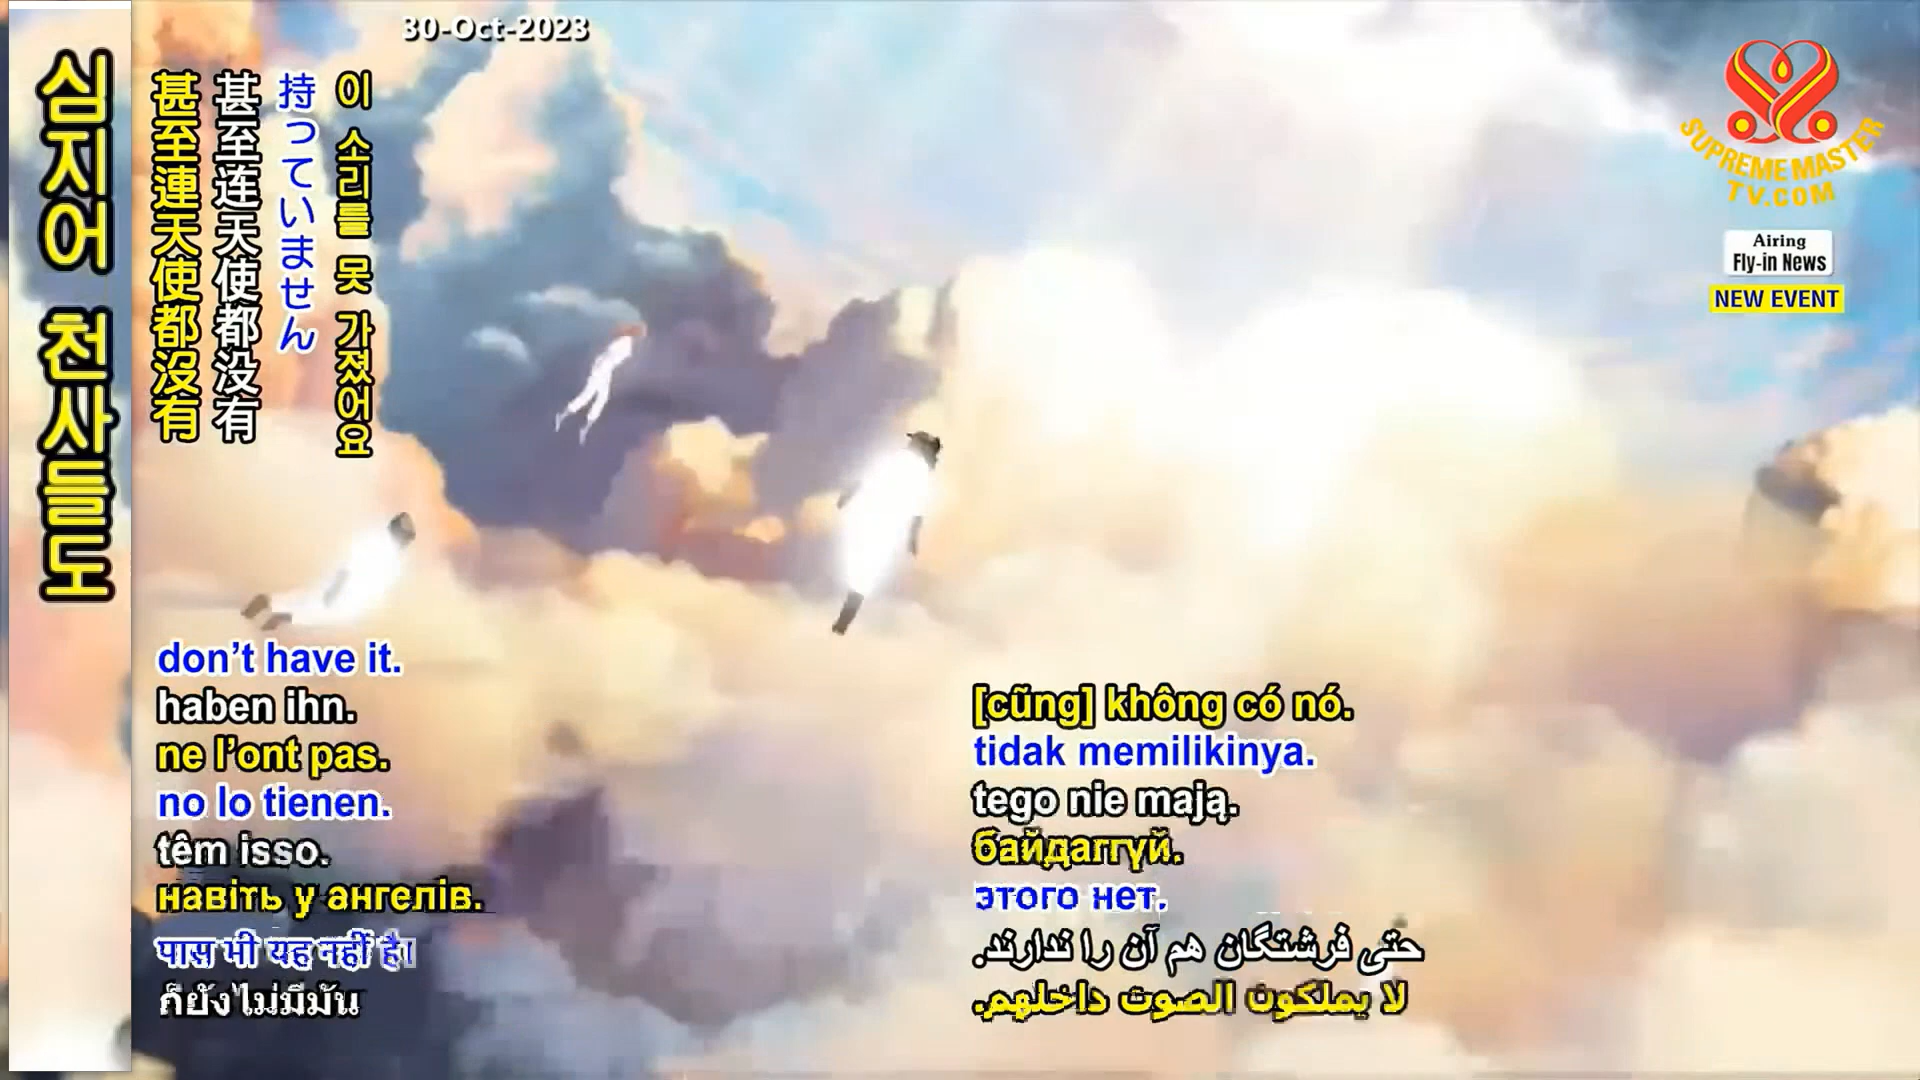 30-Oct-2023
심지어 천사들도
甚至連天使都沒有
甚至连天使都没有
持っていません
이 소리를 못 가졌어요
SUPREME MASTER
TV.COM
Airing
Fly-in News
NEW EVENT
don't have it.
haben ihn.
ne l'ont pas.
no lo tienen.
têm isso.
навіть у ангелів.
पास भी यह नहीं है।
ก็ยังไม่มีมัน
[cũng] không có nó.
tidak memilikinya.
tego nie mają.
байдаггүй.
этого нет.
حتی فرشتگان هم آن را ندارند.
لا يملكون الصوت داخلهم.